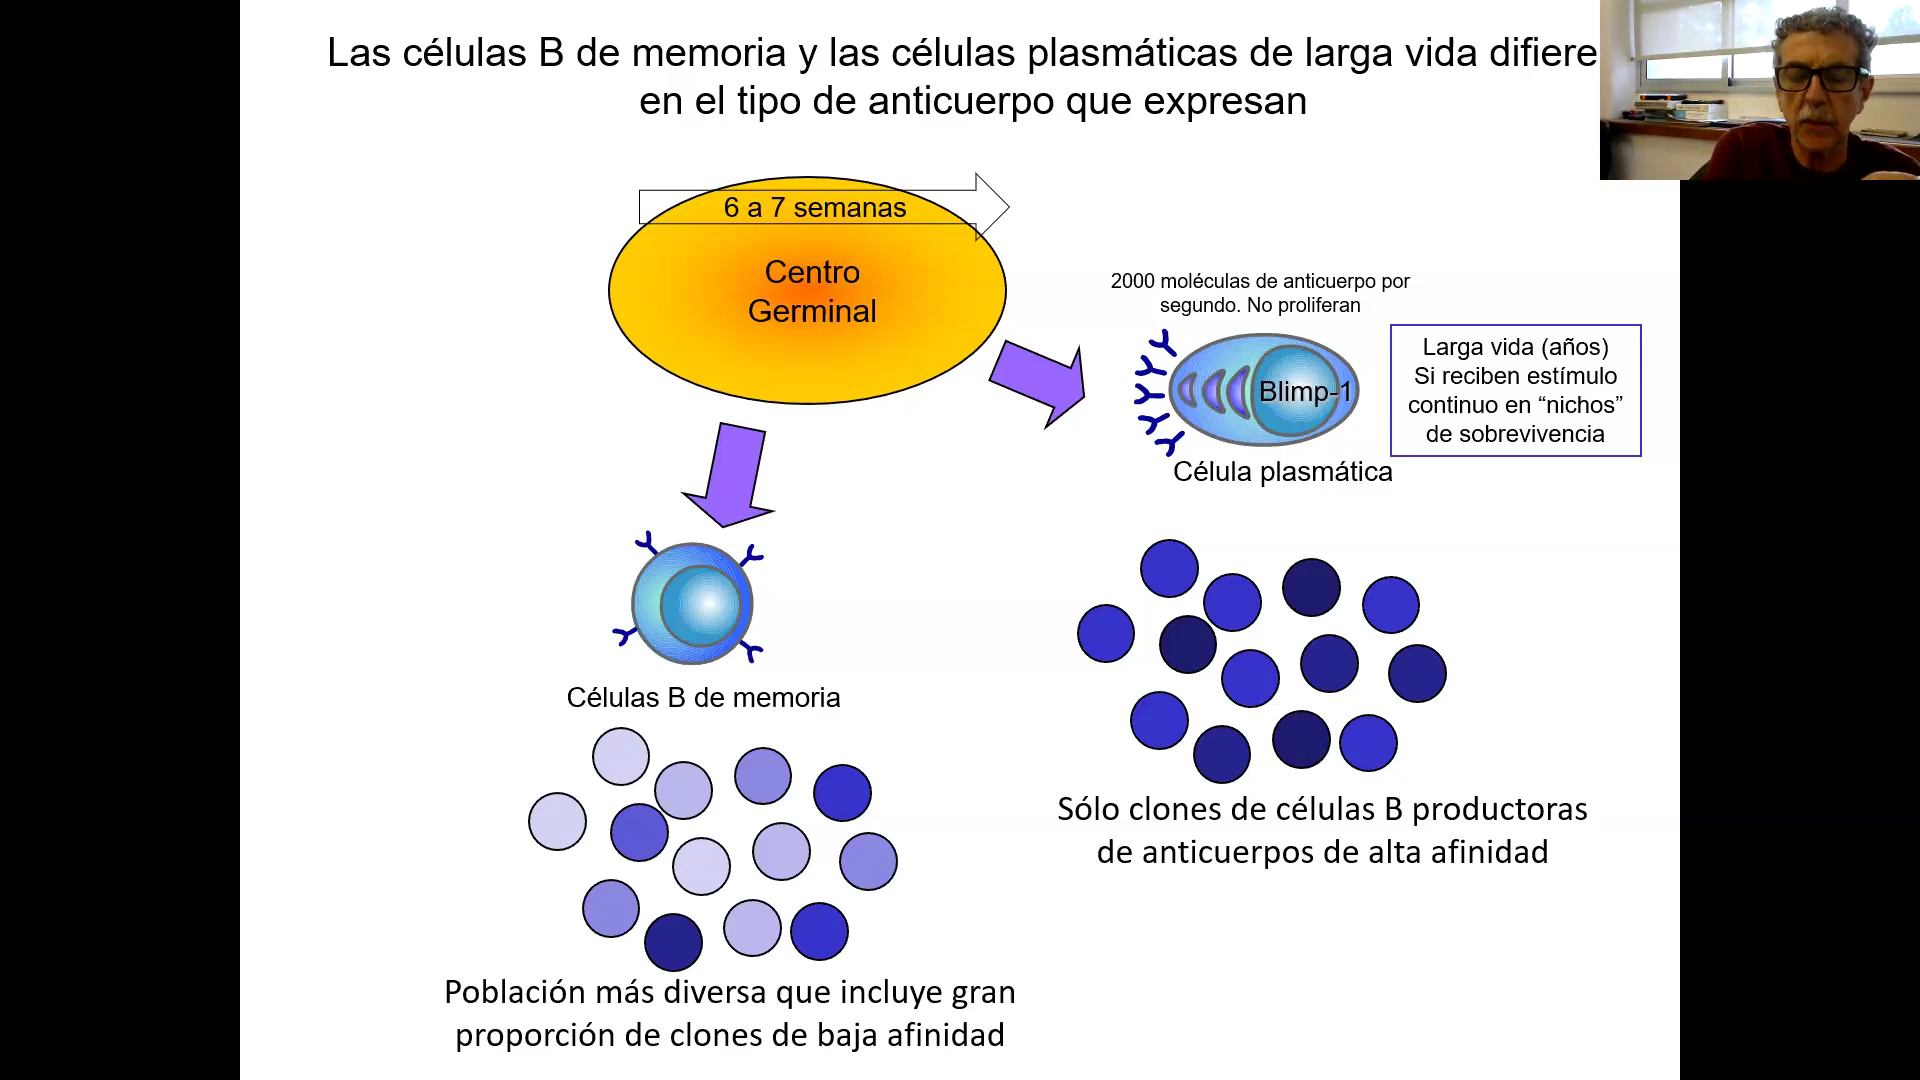 Las células B de memoria y las células plasmáticas de larga vida difiere
en el tipo de anticuerpo que expresan
6 a 7 semanas
Centro
Germinal
2000 moléculas de anticuerpo por
segundo. No proliferan
Blimp-1
Célula plasmática
Larga vida (años)
Si reciben estímulo
continuo en “nichos”
de sobrevivencia
Células B de memoria
Sólo clones de células B productoras
de anticuerpos de alta afinidad
Población más diversa que incluye gran
proporción de clones de baja afinidad